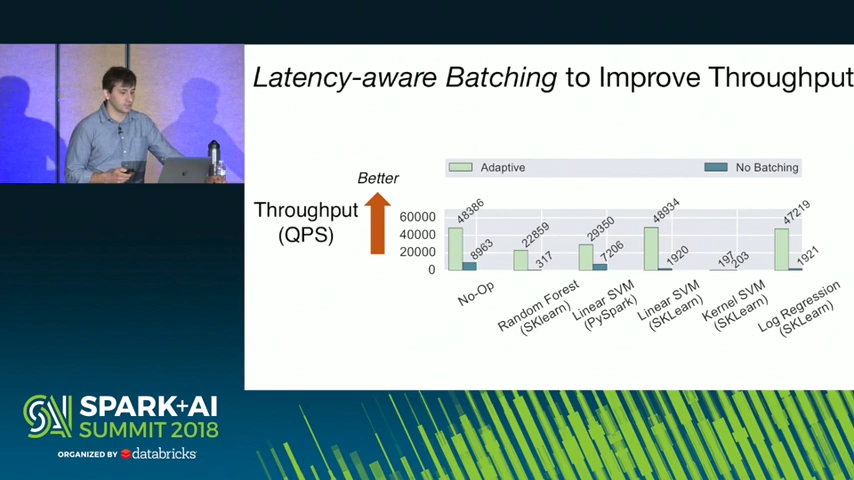 Latency-aware Batching to Improve Throughput
Adaptive
No Batching
Better
Throughput
(QPS)
60000
40000
20000
0
48386
8963
22859
317
29350
7206
48934
1920
197
203
47219
1921
No-Op
Random Forest
(SKlearn)
Linear SVM
(PySpark)
Linear SVM
(SKLearn)
Kernel SVM
(SKLearn)
Log Regression
(SKLearn)
SAI
SPARK+AI
SUMMIT 2018
ORGANIZED BY databricks